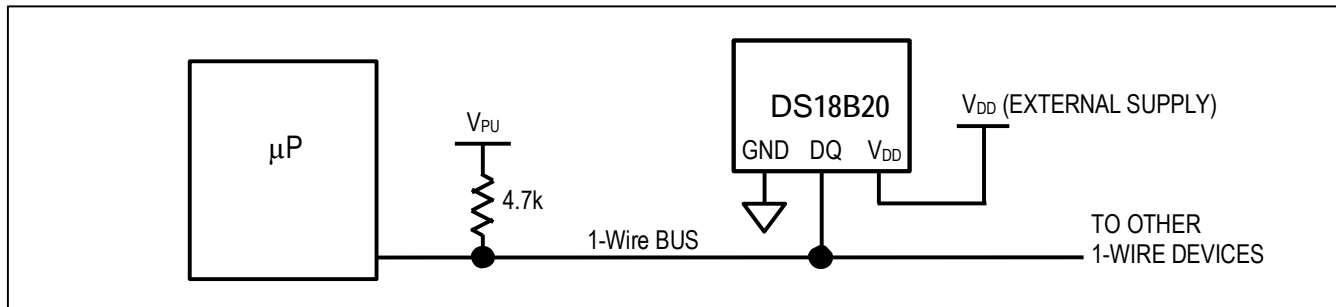 μP
VPU
4.7k
1-Wire BUS
DS18B20
GND DQ VDD
VDD (EXTERNAL SUPPLY)
TO OTHER
1-WIRE DEVICES